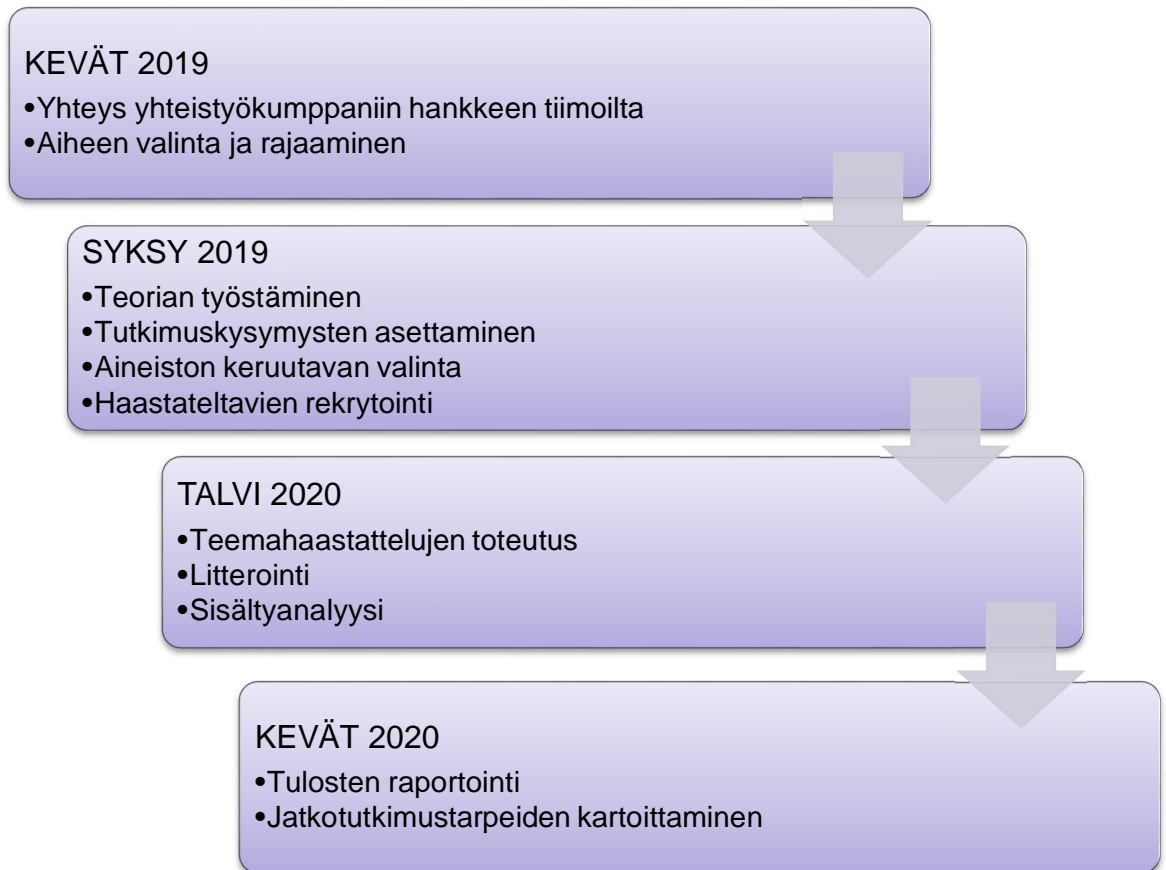 KEVÄT 2019
•Yhteys yhteistyökumppaniin hankkeen tiimoilta
•Aiheen valinta ja rajaaminen
SYKSY 2019
•Teorian työstäminen
•Tutkimuskysymysten asettaminen
•Aineiston keruutavan valinta
•Haastateltavien rekrytointi
TALVI 2020
•Teemahaastattelujen toteutus
•Litterointi
•Sisältyanalyysi
KEVÄT 2020
•Tulosten raportointi
•Jatkotutkimustarpeiden kartoittaminen